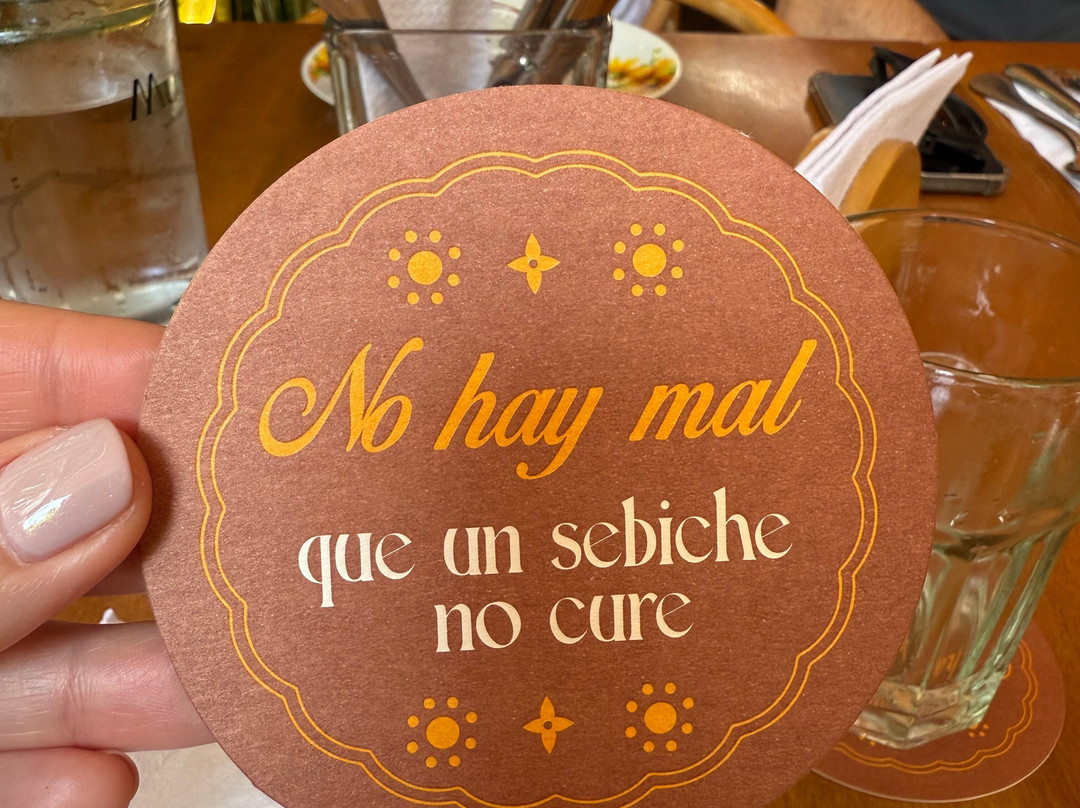 No hay mal
que un sebiche
no cure